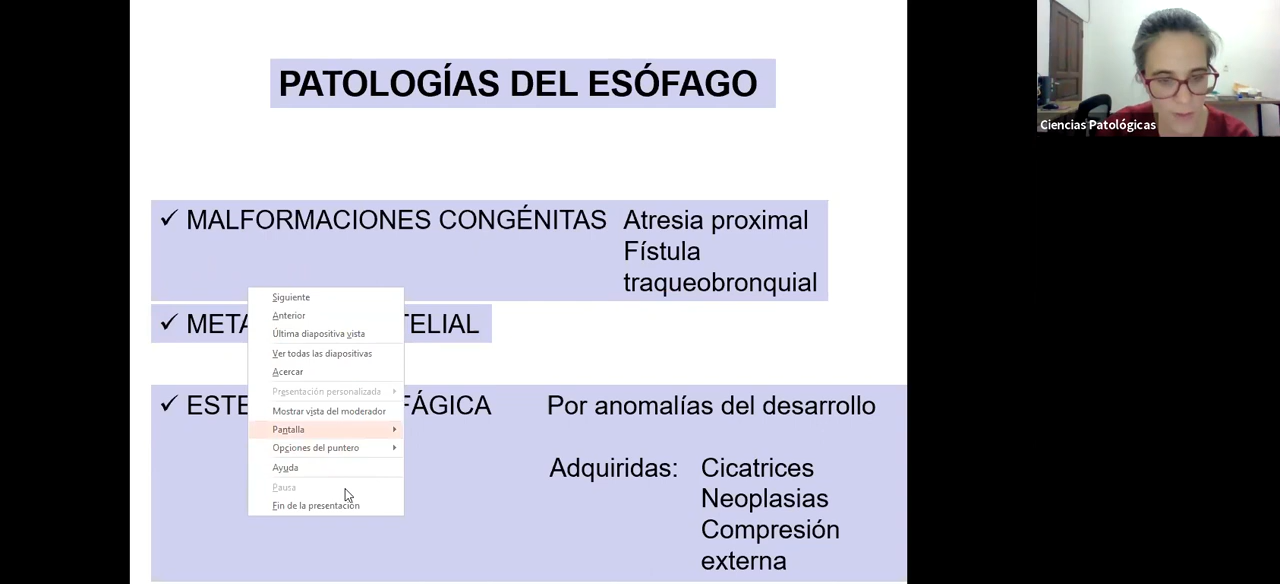 PATOLOGÍAS DEL ESÓFAGO
Ciencias Patológicas
✓ MALFORMACIONES CONGÉNITAS Atresia proximal
Fístula
traqueobronquial
Siguiente
Anterior
Última diapositiva vista
Ver todas las diapositivas
Acercar
Presentación personalizada
Mostrar vista del moderador
Pantalla
Opciones del puntero
Ayuda
Pausa
Fin de la presentación
✓ META TELIAL
✓ ESTE FÁGICA Por anomalías del desarrollo
Adquiridas: Cicatrices
Neoplasias
Compresión
externa